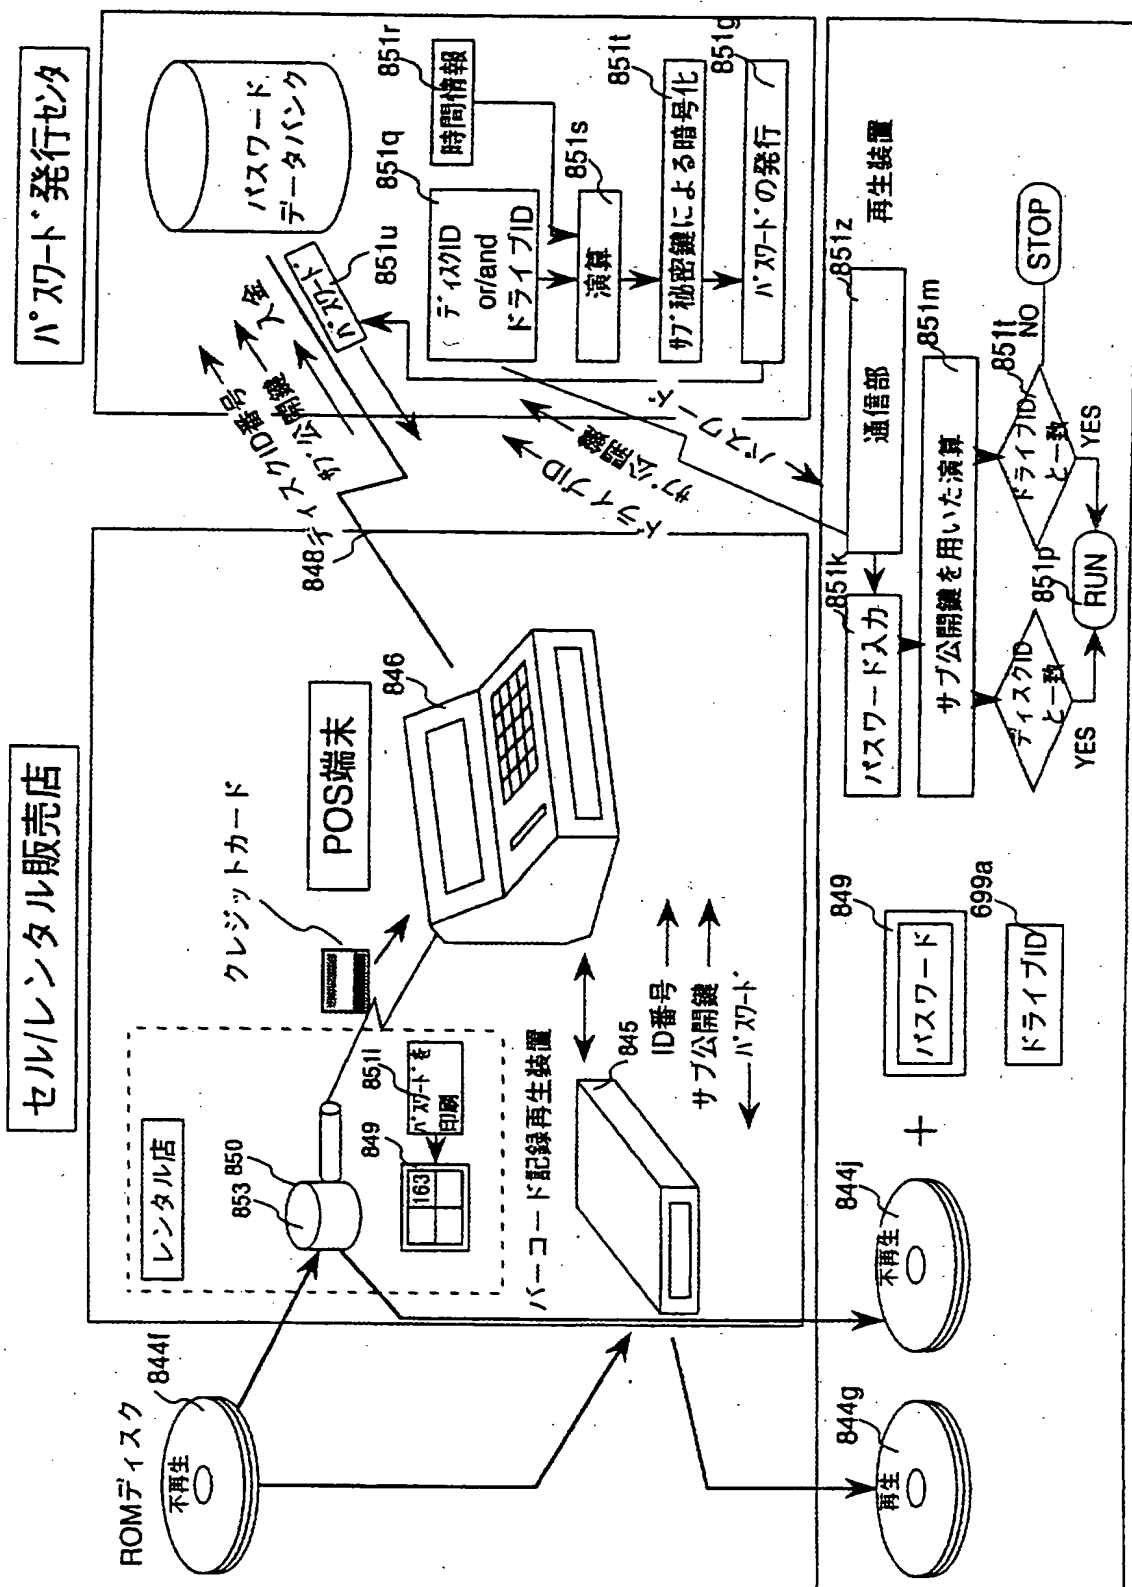 セル/レンタル販売店
パスワード発行センタ
ROMディスク
844f
不再生
レンタル店
853
850
849
163
851i
パスワードを
印刷
クレジットカード
POS端末
846
バーコード記録再生装置
845
ID番号
サブ公開鍵
パスワード
848
ディスクID番号
サブ公開鍵
入金
パスワード
データバンク
パスワード
851u
851q
ディスクID
or/and
ドライブID
851r
時間情報
851s
演算
851t
サブ秘密鍵による暗号化
851g
パスワードの発行
ドライブID
サブ公開鍵
パスワード
844g
再生
844j
不再生
+
849
パスワード
699a
ドライブID
再生装置
851z
通信部
851k
パスワード入力
851m
サブ公開鍵を用いた演算
ディスクID
と一致
YES
851t
ドライブID
と一致
NO
STOP
YES
851p
RUN